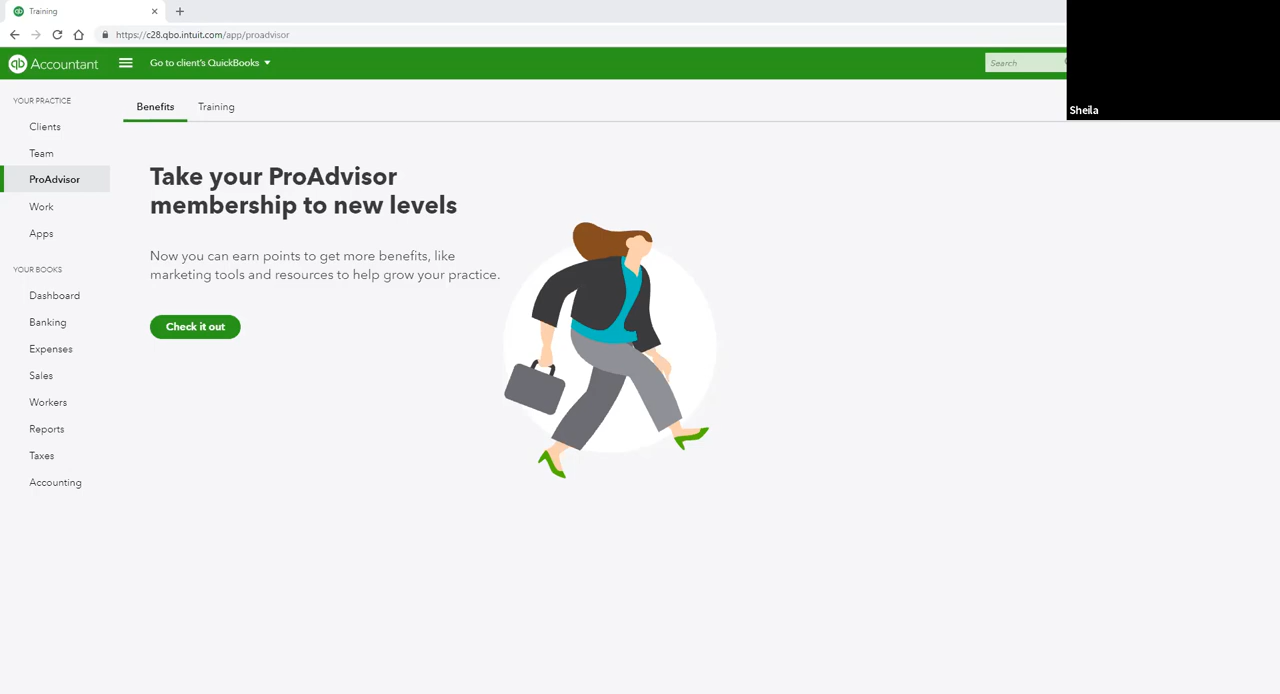 Training
https://c28.qbo.intuit.com/app/proadvisor
qb Accountant
Go to client's QuickBooks
Search
Sheila
YOUR PRACTICE
Clients
Team
ProAdvisor
Work
Apps
YOUR BOOKS
Dashboard
Banking
Expenses
Sales
Workers
Reports
Taxes
Accounting
Benefits
Training
Take your ProAdvisor
membership to new levels
Now you can earn points to get more benefits, like
marketing tools and resources to help grow your practice.
Check it out